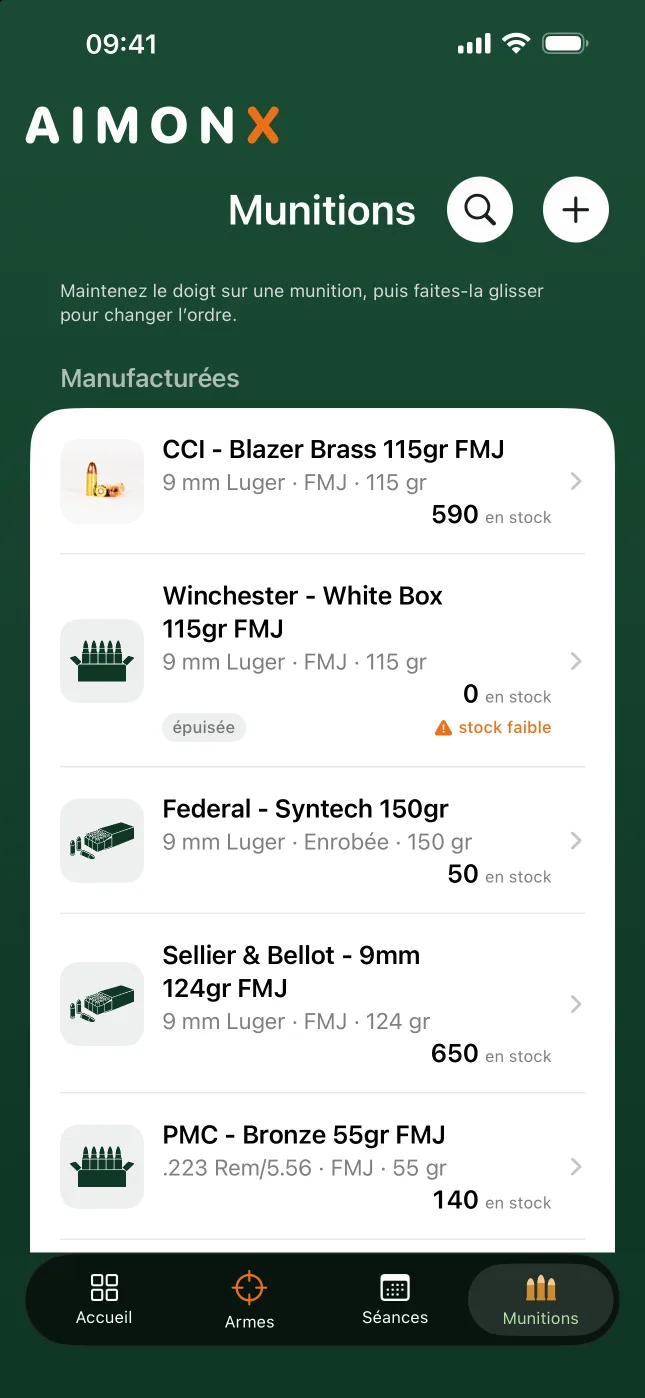 09:41
AIMONX
Munitions
Maintenez le doigt sur une munition, puis faites-la glisser
pour changer l’ordre.
Manufacturées
CCI - Blazer Brass 115gr FMJ
9 mm Luger · FMJ · 115 gr
590 en stock
Winchester - White Box
115gr FMJ
9 mm Luger · FMJ · 115 gr
0 en stock
épuisée
stock faible
Federal - Syntech 150gr
9 mm Luger · Enrobée · 150 gr
50 en stock
Sellier & Bellot - 9mm
124gr FMJ
9 mm Luger · FMJ · 124 gr
650 en stock
PMC - Bronze 55gr FMJ
.223 Rem/5.56 · FMJ · 55 gr
140 en stock
Accueil
Armes
Séances
Munitions